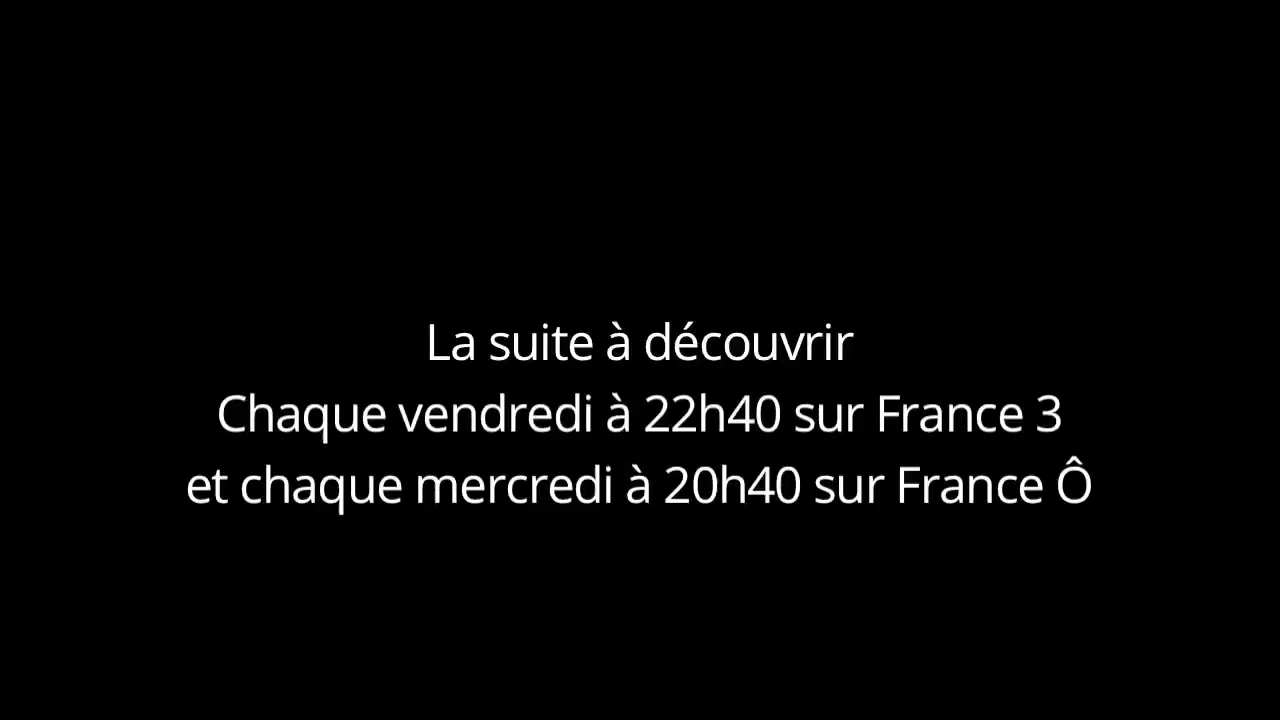 La suite à découvrir
Chaque vendredi à 22h40 sur France 3
et chaque mercredi à 20h40 sur France Ô